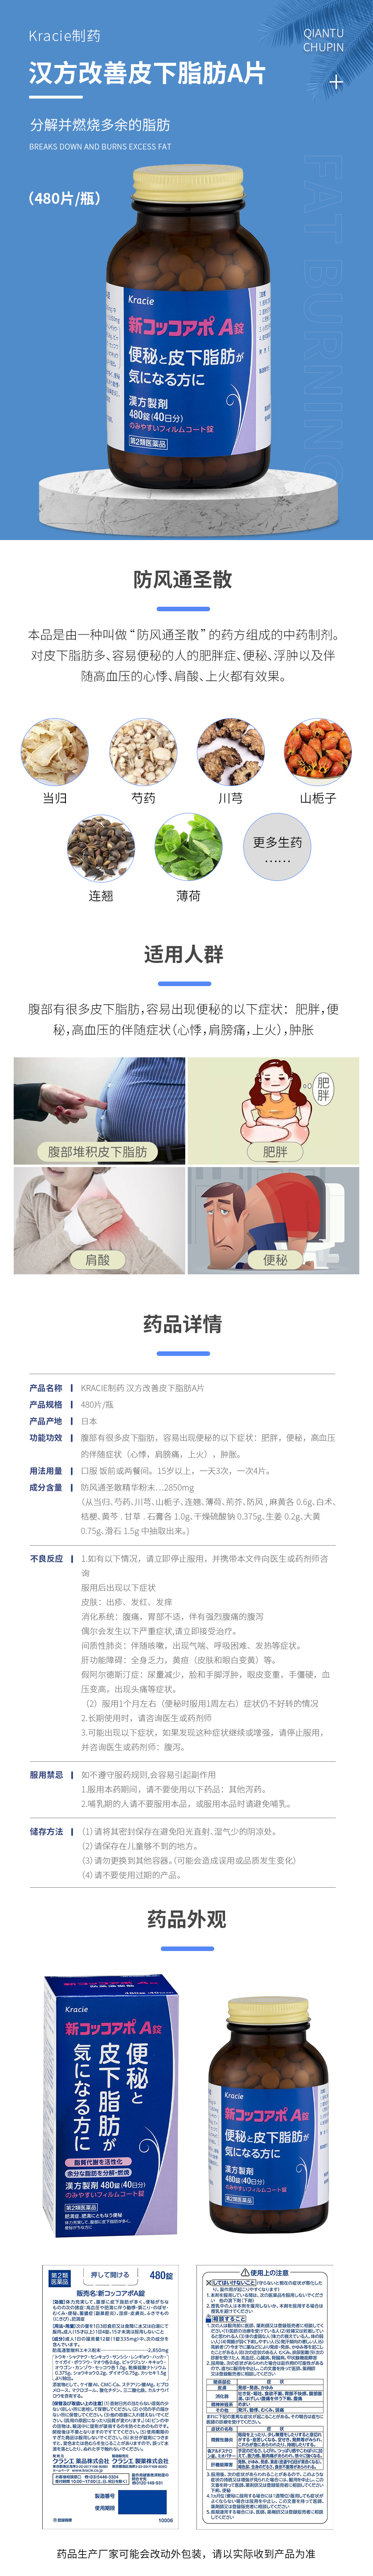 Kracie制药
QIANTU
CHUPIN
汉方改善皮下脂肪A片
分解并燃烧多余的脂肪
BREAKS DOWN AND BURNS EXCESS FAT
（480片/瓶）
FAT BURNING
Kracie
新コッコアポA錠
便秘と皮下脂肪が
気になる方に
漢方製剤
480錠(40日分)
のみやすいフィルムコート錠
第2類医薬品
防风通圣散
本品是由一种叫做“防风通圣散”的药方组成的中药制剂。
对皮下脂肪多、容易便秘的人的肥胖症、便秘、浮肿以及伴
随高血压的心悸、肩酸、上火都有效果。
当归
芍药
川芎
山栀子
连翘
薄荷
更多生药
……
适用人群
腹部有很多皮下脂肪，容易出现便秘的以下症状：肥胖，便
秘，高血压的伴随症状（心悸，肩膀痛，上火），肿胀
腹部堆积皮下脂肪
肥胖
肥胖
肩酸
便秘
药品详情
产品名称 KRACIE制药 汉方改善皮下脂肪A片
产品规格 480片/瓶
产品产地 日本
功能功效 腹部有很多皮下脂肪，容易出现便秘的以下症状：肥胖，便秘，高血压
的伴随症状（心悸，肩膀痛，上火），肿胀。
用法用量 口服 饭前或两餐间。15岁以上，一天3次，一次4片。
成分含量 防风通圣散精华粉末…2850mg
（从当归、芍药、川芎、山栀子、连翘、薄荷、荊芥、防风 , 麻黄各 0.6g、白术、
桔梗、黄芩 . 甘草 . 石膏各 1.0g、干燥硫酸钠 0.375g、生姜 0.2g、大黄
0.75g、滑石 1.5g 中抽取出来。）
不良反应 1.如有以下情况，请立即停止服用，并携带本文件向医生或药剂师咨
询
服用后出现以下症状
皮肤：出疹、发红、发痒
消化系统：腹痛，胃部不适，伴有强烈腹痛的腹泻
偶尔会发生以下严重症状,请立即接受治疗。
间质性肺炎：伴随咳嗽，出现气喘、呼吸困难、发热等症状。
肝功能障碍：全身乏力，黄疸（皮肤和眼白变黄）等。
假阿尔德斯汀症：尿量减少，脸和手脚浮肿，眼皮变重，手僵硬，血
压变高，出现头痛等症状。
（2）服用1个月左右（便秘时服用1周左右）症状仍不好转的情况
2.长期使用时，请咨询医生或药剂师
3.可能出现以下症状，如果发现这种症状继续或增强，请停止服用，
并咨询医生或药剂师：腹泻。
服用禁忌 如不遵守服药规则,会容易引起副作用
1.服用本药期间，请不要使用以下药品：其他泻药。
2.哺乳期的人请不要服用本品，或服用本品时请避免哺乳。
储存方法 （1）请将其密封保存在避免阳光直射、湿气少的阴凉处。
（2）请保存在儿童够不到的地方。
（3）请勿更换到其他容器。（可能会造成误用或品质发生变化）
（4）请不要使用过期的产品。
药品外观
Kracie
新コッコアポA錠
便秘と
皮下脂肪が
気になる方に
脂質代謝を活性化
余分な脂肪を分解・燃焼
漢方製剤 480錠(40日分)
のみやすいフィルムコート錠
第2類医薬品
Kracie
新コッコアポA錠
便秘と皮下脂肪が
気になる方に
漢方製剤
480錠(40日分)
のみやすいフィルムコート錠
第2類医薬品
第2類
医薬品
押して開ける
480錠
販売名:新コッコアポA錠
クラシエ薬品株式会社
製造番号
使用期限
10006
使用上の注意
してはいけないこと
相談すること
药品生产厂家可能会改动外包装，请以实际收到产品为准